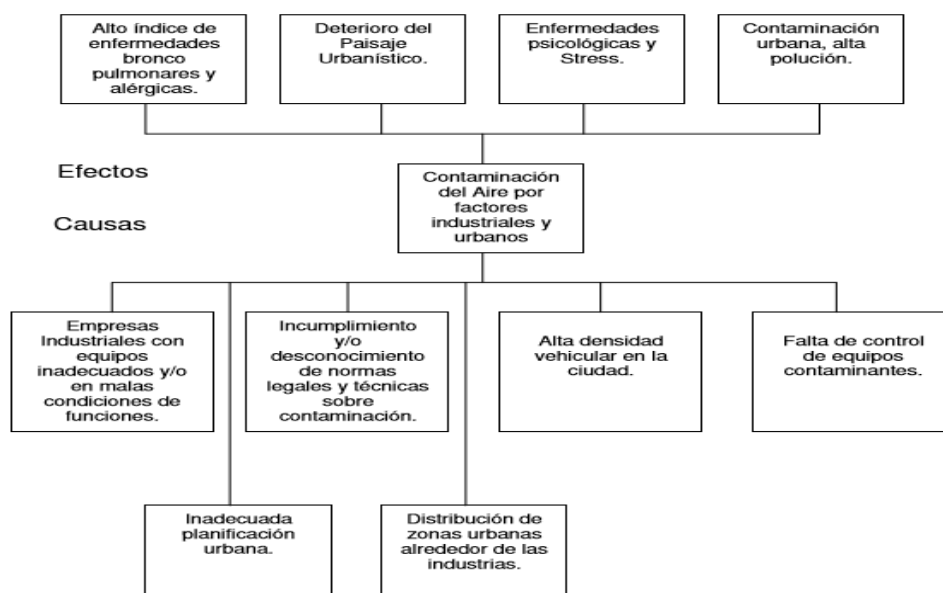 Alto índice de
enfermedades
bronco
pulmonares y
alérgicas.
Deterioro del
Paisaje
Urbanístico.
Enfermedades
psicológicas y
Stress.
Contaminación
urbana, alta
polución.
Efectos
Causas
Contaminación
del Aire por
factores
industriales y
urbanos
Empresas
Industriales con
equipos
inadecuados y/o
en malas
condiciones de
funciones.
Incumplimiento
y/o
desconocimiento
de normas
legales y técnicas
sobre
contaminación.
Alta densidad
vehicular en la
ciudad.
Falta de control
de equipos
contaminantes.
Inadecuada
planificación
urbana.
Distribución de
zonas urbanas
alrededor de las
industrias.